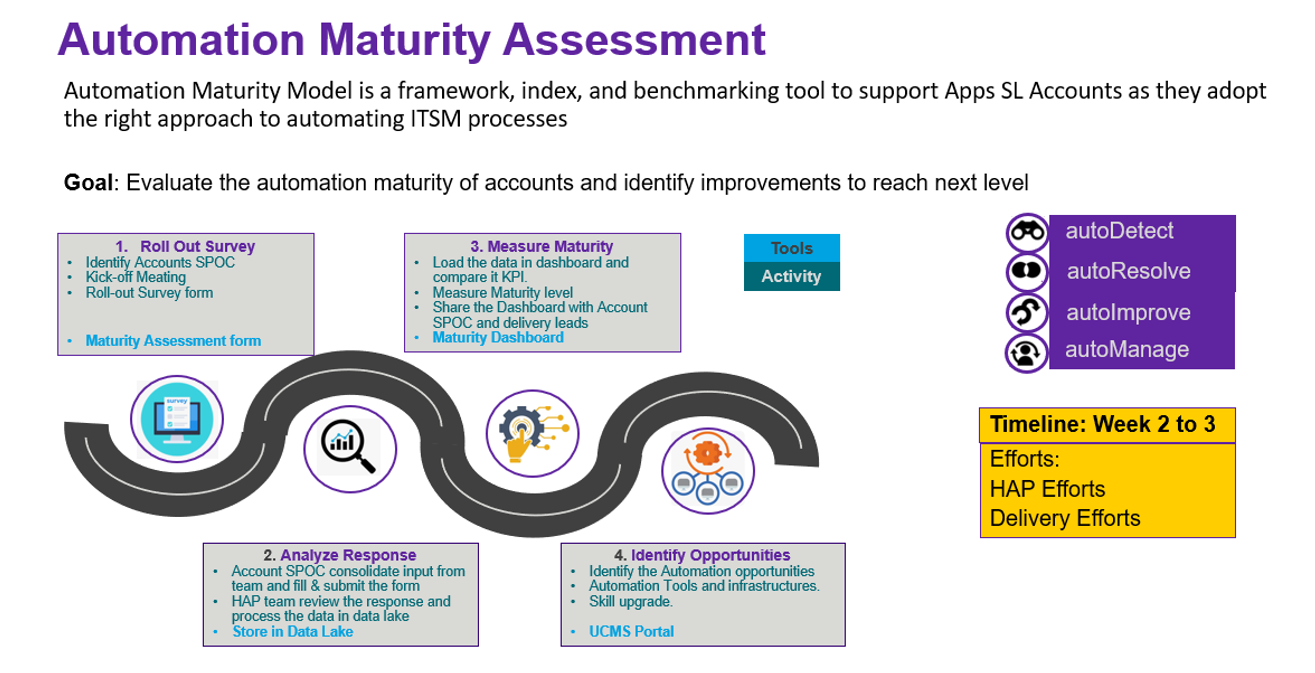 Automation Maturity Assessment
Automation Maturity Model is a framework, index, and benchmarking tool to support Apps SL Accounts as they adopt
the right approach to automating ITSM processes
Goal: Evaluate the automation maturity of accounts and identify improvements to reach next level
1. Roll Out Survey
• Identify Accounts SPOC
• Kick-off Meating
• Roll-out Survey form
• Maturity Assessment form
3. Measure Maturity
• Load the data in dashboard and
compare it KPI.
• Measure Maturity level
• Share the Dashboard with Account
SPOC and delivery leads
• Maturity Dashboard
Tools
Activity
autoDetect
autoResolve
autoImprove
autoManage
survey
Timeline: Week 2 to 3
Efforts:
HAP Efforts
Delivery Efforts
2. Analyze Response
• Account SPOC consolidate input from
team and fill & submit the form
• HAP team review the response and
process the data in data lake
• Store in Data Lake
4. Identify Opportunities
• Identify the Automation opportunities
• Automation Tools and infrastructures.
• Skill upgrade.
• UCMS Portal